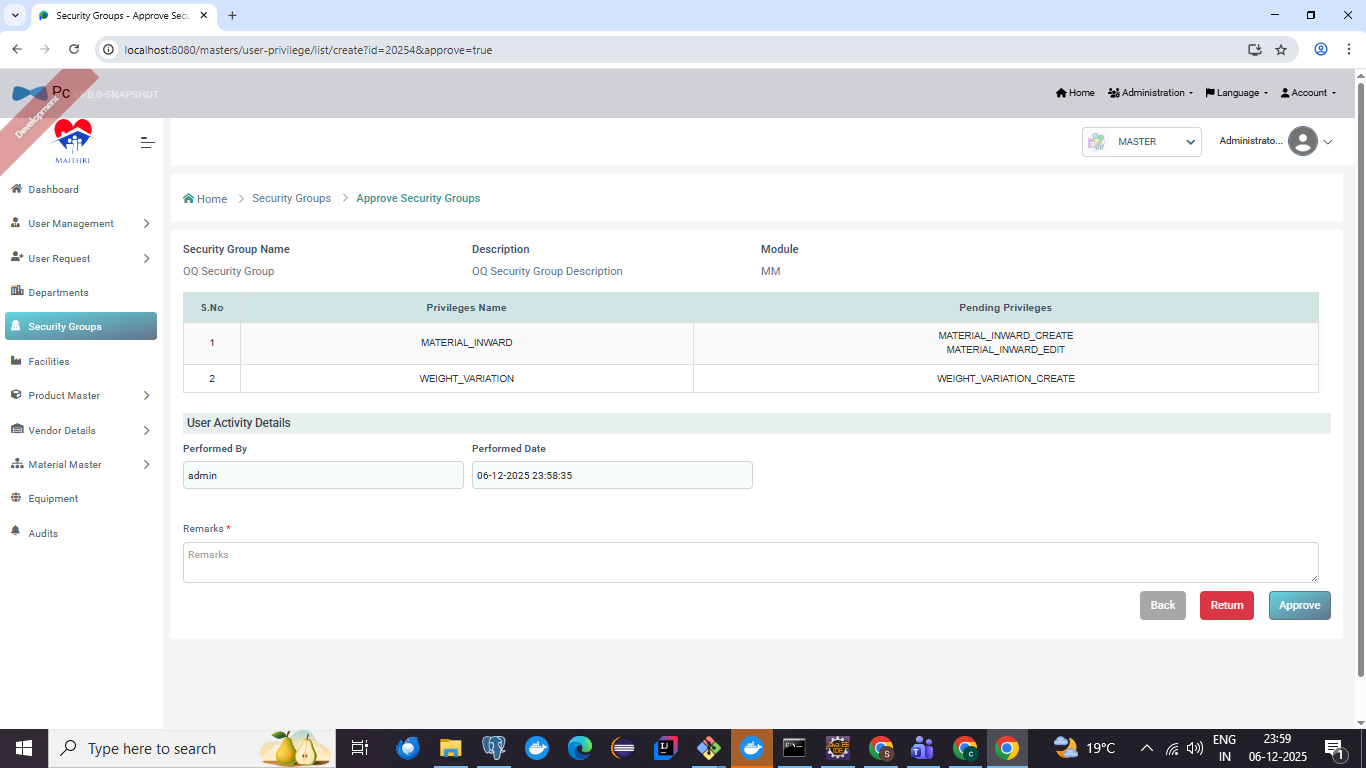 Security Groups - Approve Secu
localhost:8080/masters/user-privilege/list/create?id=20254&approve=true
Pc v1.0.0-SNAPSHOT
Development
Home
Administration
Language
Account
MAITHRI
MASTER
Administrato...
Dashboard
User Management
User Request
Departments
Security Groups
Facilities
Product Master
Vendor Details
Material Master
Equipment
Audits
Home > Security Groups > Approve Security Groups
Security Group Name Description Module
OQ Security Group OQ Security Group Description MM
S.No Privileges Name Pending Privileges
1 MATERIAL_INWARD MATERIAL_INWARD_CREATE
MATERIAL_INWARD_EDIT
2 WEIGHT_VARIATION WEIGHT_VARIATION_CREATE
User Activity Details
Performed By Performed Date
admin 06-12-2025 23:58:35
Remarks *
Remarks
Back Return Approve
Type here to search
19°C
ENG
IN
23:59
06-12-2025
1